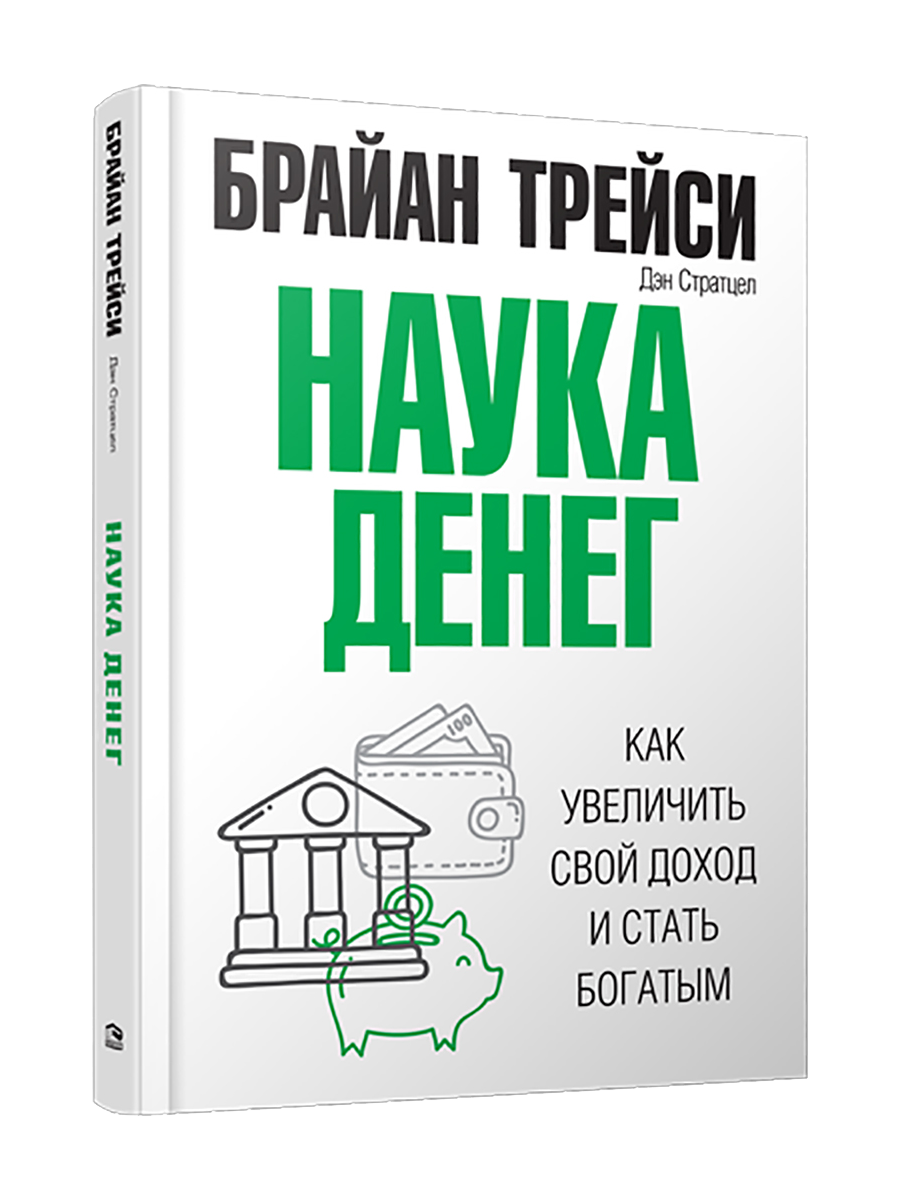 БРАЙАН ТРЕЙСИ
Дэн Стратцел
НАУКА ДЕНЕГ
БРАЙАН ТРЕЙСИ
Дэн Стратцел
НАУКА
ДЕНЕГ
100
КАК
УВЕЛИЧИТЬ
СВОЙ ДОХОД
И СТАТЬ
БОГАТЫМ